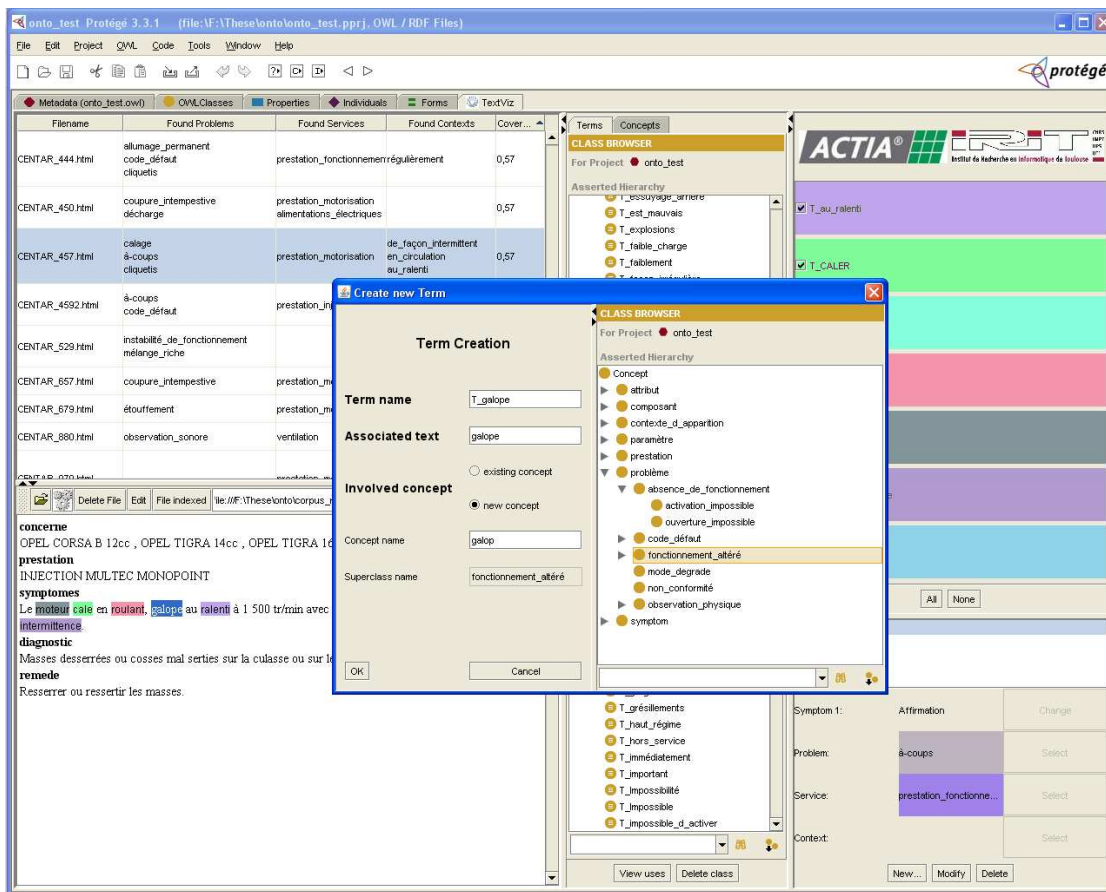 onto_test Protégé 3.3.1 (file:\F:\These\onto\onto_test.pprj, OWL / RDF Files)
File Edit Project OWL Code Tools Window Help
protégé
Metadata (onto_test.owl) OWLClasses Properties Individuals Forms TextViz
Filename Found Problems Found Services Found Contexts Cover...
CENTAR_444.html
allumage_permanent
code_défaut
cliquetis
prestation_fonctionnemen
régulièrement
0,57
CENTAR_450.html
coupure_intempestive
décharge
prestation_motorisation
alimentations_électriques
0,57
CENTAR_457.html
calage
à-coups
cliquetis
prestation_motorisation
de_façon_intermittent
en_circulation
au_ralenti
0,57
CENTAR_4592.html
à-coups
code_défaut
prestation_inj
CENTAR_529.html
instabilité_de_fonctionnement
mélange_riche
CENTAR_657.html
coupure_intempestive
prestation_m
CENTAR_679.html
étouffement
prestation_m
CENTAR_880.html
observation_sonore
ventilation
Delete File Edit File indexed file:///F:/These\onto\corpus_r
concerne
OPEL CORSA B 12cc , OPEL TIGRA 14cc , OPEL TIGRA 16
prestation
INJECTION MULTEC MONOPOINT
symptomes
Le moteur cale en roulant, galope au ralenti à 1 500 tr/min avec
intermittence.
diagnostic
Masses desserrées ou cosses mal serties sur la culasse ou sur le
remede
Resserrer ou ressertir les masses.
Terms Concepts
CLASS BROWSER
For Project onto_test
Asserted Hierarchy
T_essuyage_arrière
T_est_mauvais
T_explosions
T_faible_charge
T_faiblement
Create new Term
Term Creation
Term name T_galope
Associated text galope
existing concept
Involved concept
new concept
Concept name galop
Superclass name fonctionnement_altéré
OK Cancel
CLASS BROWSER
For Project onto_test
Asserted Hierarchy
Concept
attribut
composant
contexte_d_apparition
paramètre
prestation
problème
absence_de_fonctionnement
activation_impossible
ouverture_impossible
code_défaut
fonctionnement_altéré
mode_degrade
non_conformité
observation_physique
symptom
T_grésillements
T_haut_régime
T_hors_service
T_immédiatement
T_important
T_Impossibilité
T_Impossible
T_impossible_d_activer
View uses Delete class
ACTIA IRIT
Institut de Recherche en Informatique de Toulouse
T_au_ralenti
T_CALER
All None
Symptom 1: Affirmation Change
Problem: à-coups Select
Service: prestation_fonctionne... Select
Context: Select
New... Modify Delete